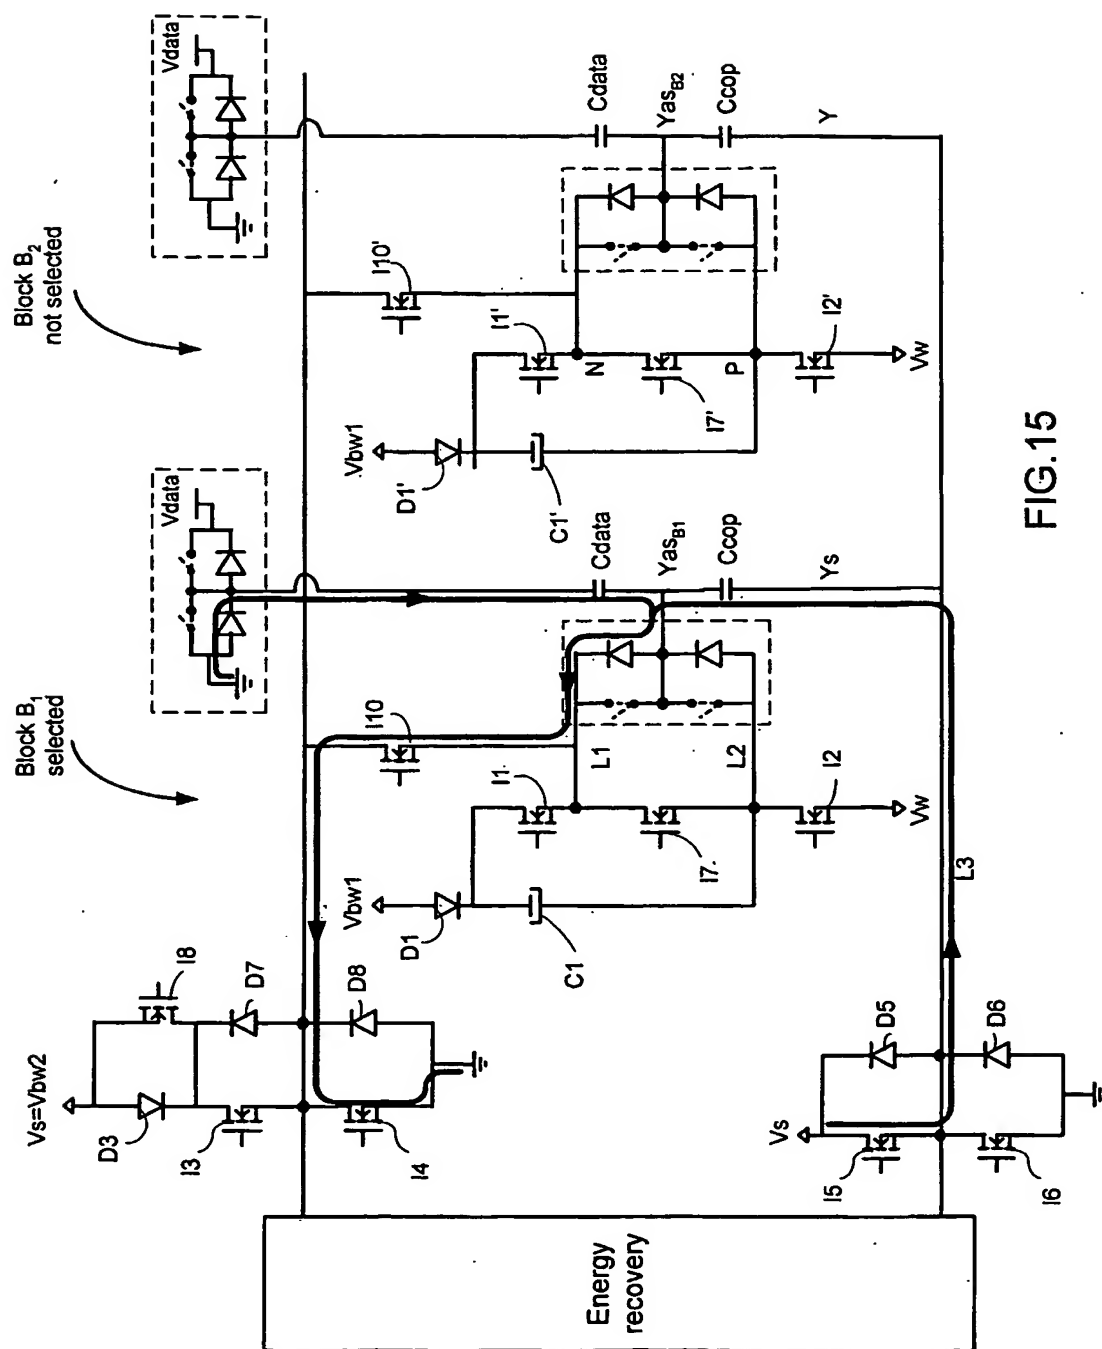 Block B2
not selected
Vdata
Cdata
YasB2
Ccop
Y
I10'
I1'
N
I7'
P
I2'
Vw
Vbw1
D1'
C1'
Block B1
selected
Vdata
Cdata
YasB1
Ccop
Ys
I10
I1
L1
L2
I7
I2
Vw
Vbw1
D1
C1
L3
Vs=Vbw2
I8
D7
D3
I3
D8
I4
Vs
D5
I5
D6
I6
Energy
recovery
FIG.15